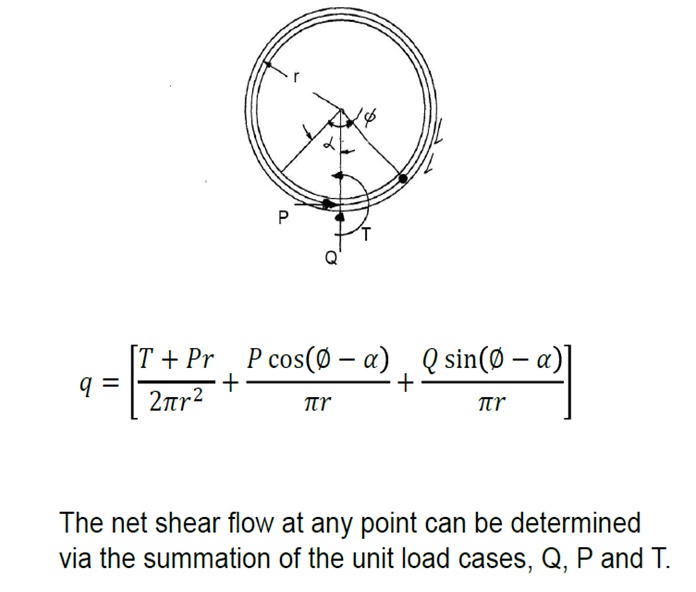 r
ϕ
α
P
T
Q
q = [(T + Pr)/(2πr²) + (P cos(Ø − α))/(πr) + (Q sin(Ø − α))/(πr)]
The net shear flow at any point can be determined
via the summation of the unit load cases, Q, P and T.